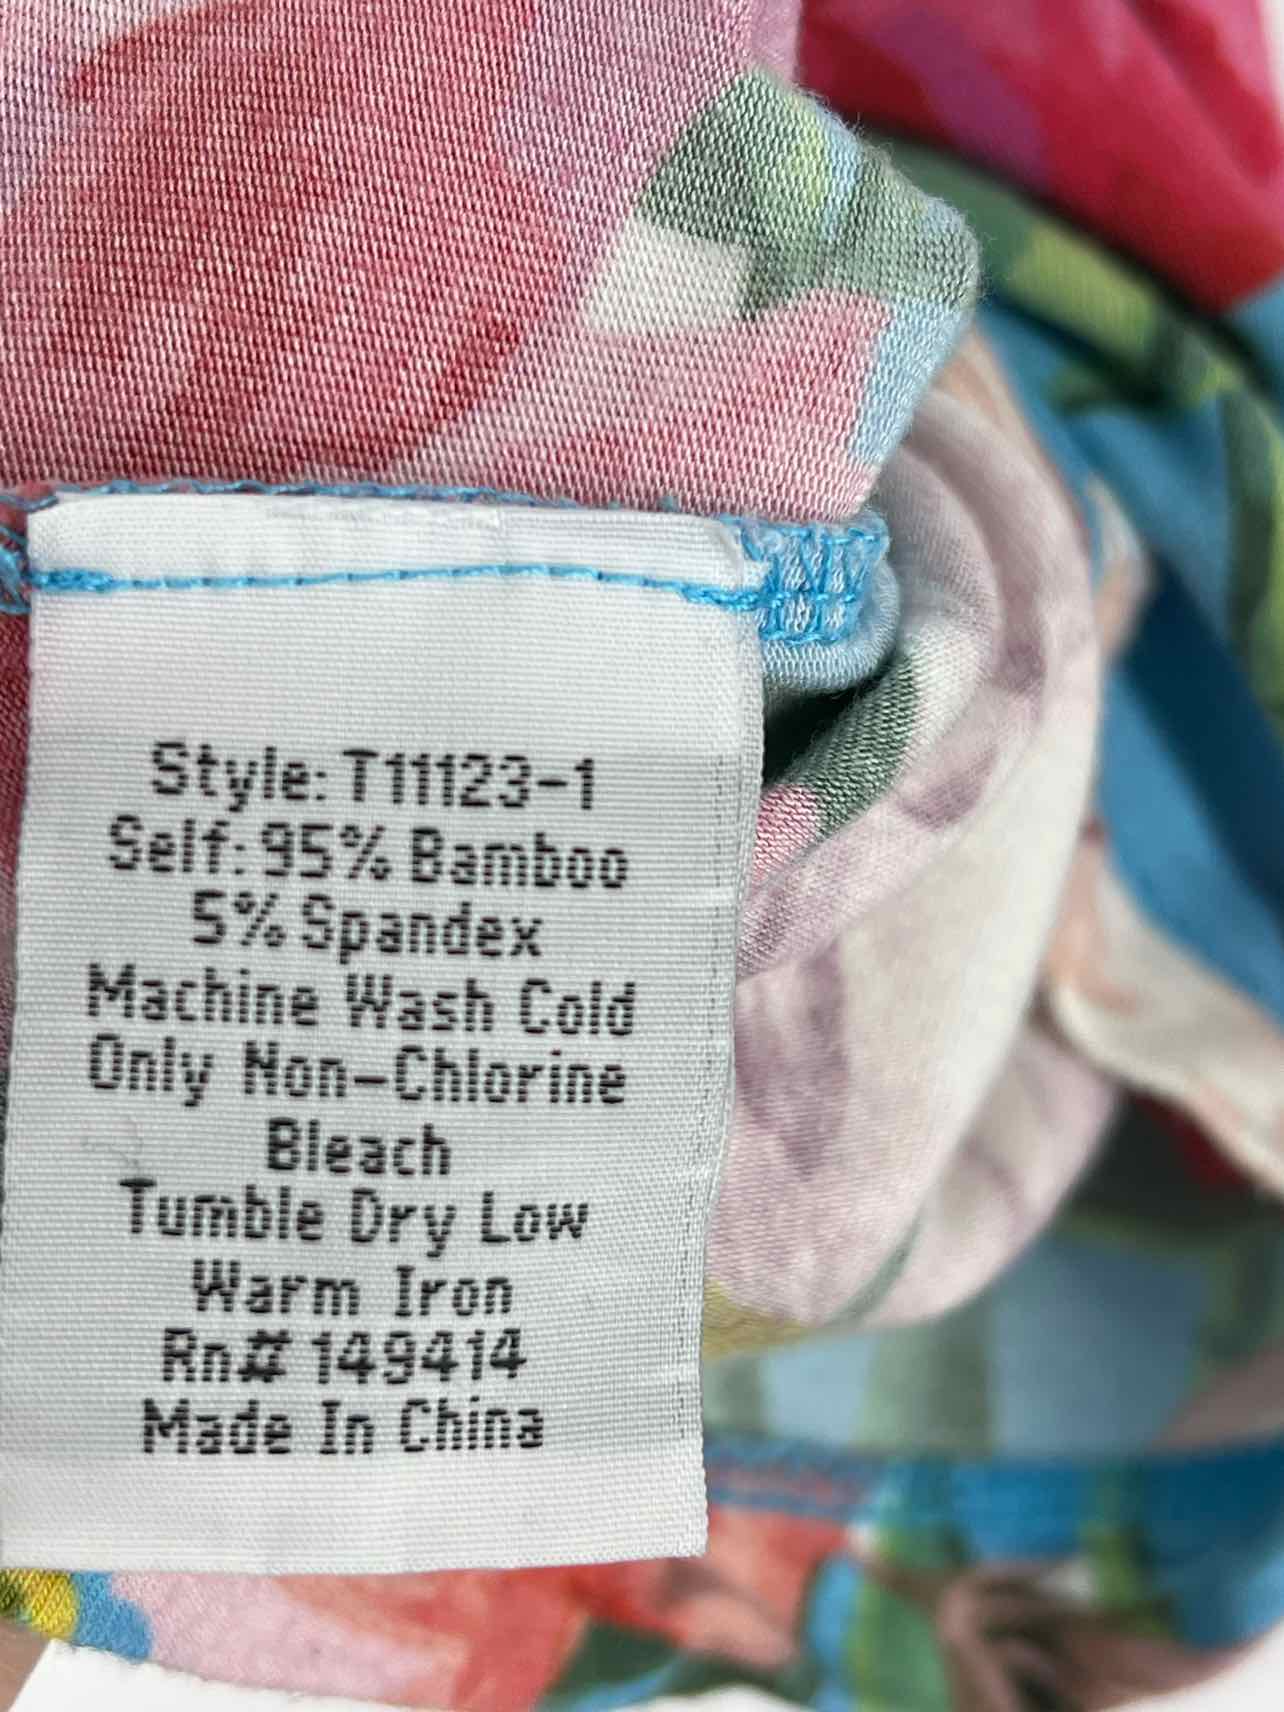 Style: T11123-1
Self: 95% Bamboo
5% Spandex
Machine Wash Cold
Only Non-Chlorine
Bleach
Tumble Dry Low
Warm Iron
Rn# 149414
Made In China